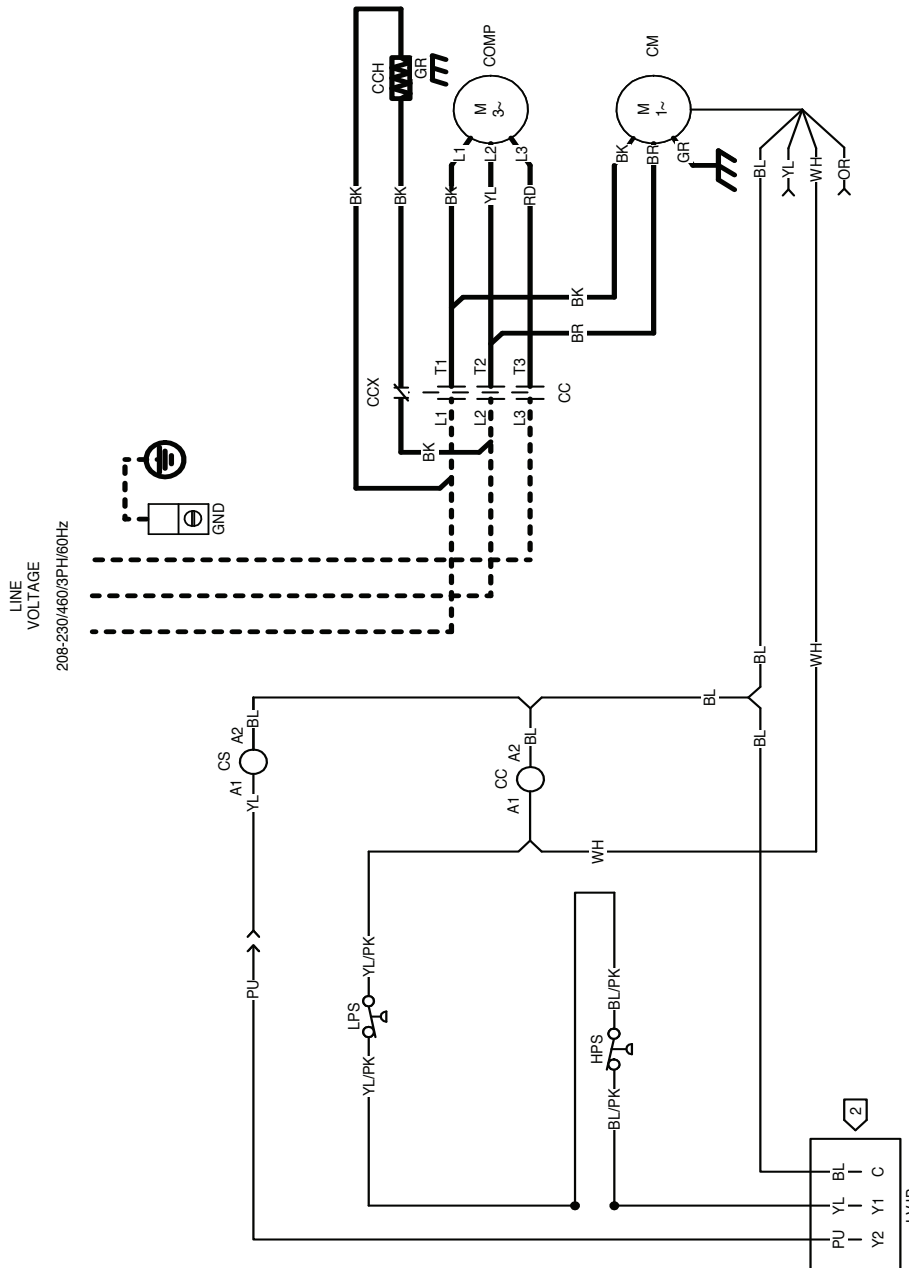 LINE
VOLTAGE
208-230/460/3PH/60Hz
GND
CCH
GR
COMP
M
3~
CM
M
1~
BK
BK
L1
L2
L3
BK
YL
RD
BK
BR
GR
BL
YL
WH
OR
BK
BR
CCX
T1
T2
T3
CC
L1
L2
L3
BK
CS
A1
A2
YL
BL
CC
A1
A2
BL
BL
BL
BL
WH
WH
PU
LPS
YL/PK
YL/PK
HPS
BL/PK
BL/PK
2
PU
YL
BL
Y2
Y1
C